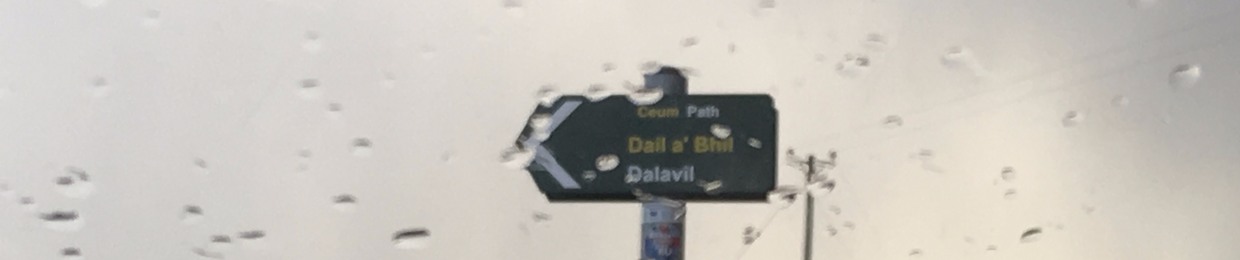 Ceum Path
Dail a' Bhil
Dalavil